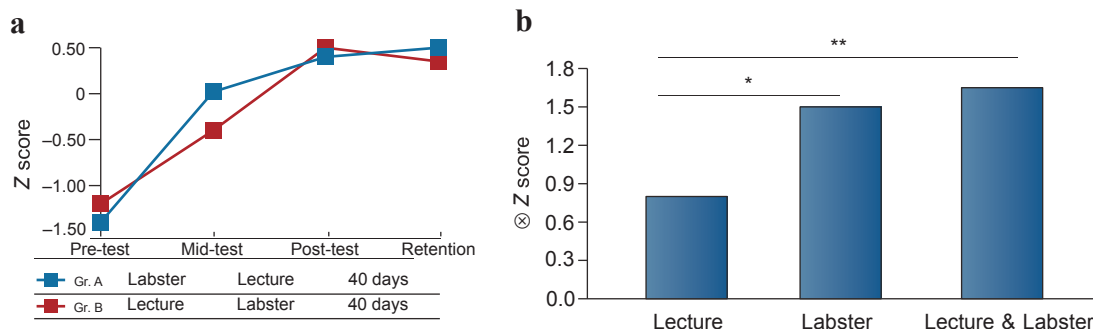 a
0.50
0
–0.50
–1.00
–1.50
Z score
Pre-test Mid-test Post-test Retention
Gr. A Labster Lecture 40 days
Gr. B Lecture Labster 40 days
b
**
*
1.8
1.5
1.2
0.9
0.6
0.3
0.0
⊗ Z score
Lecture Labster Lecture & Labster